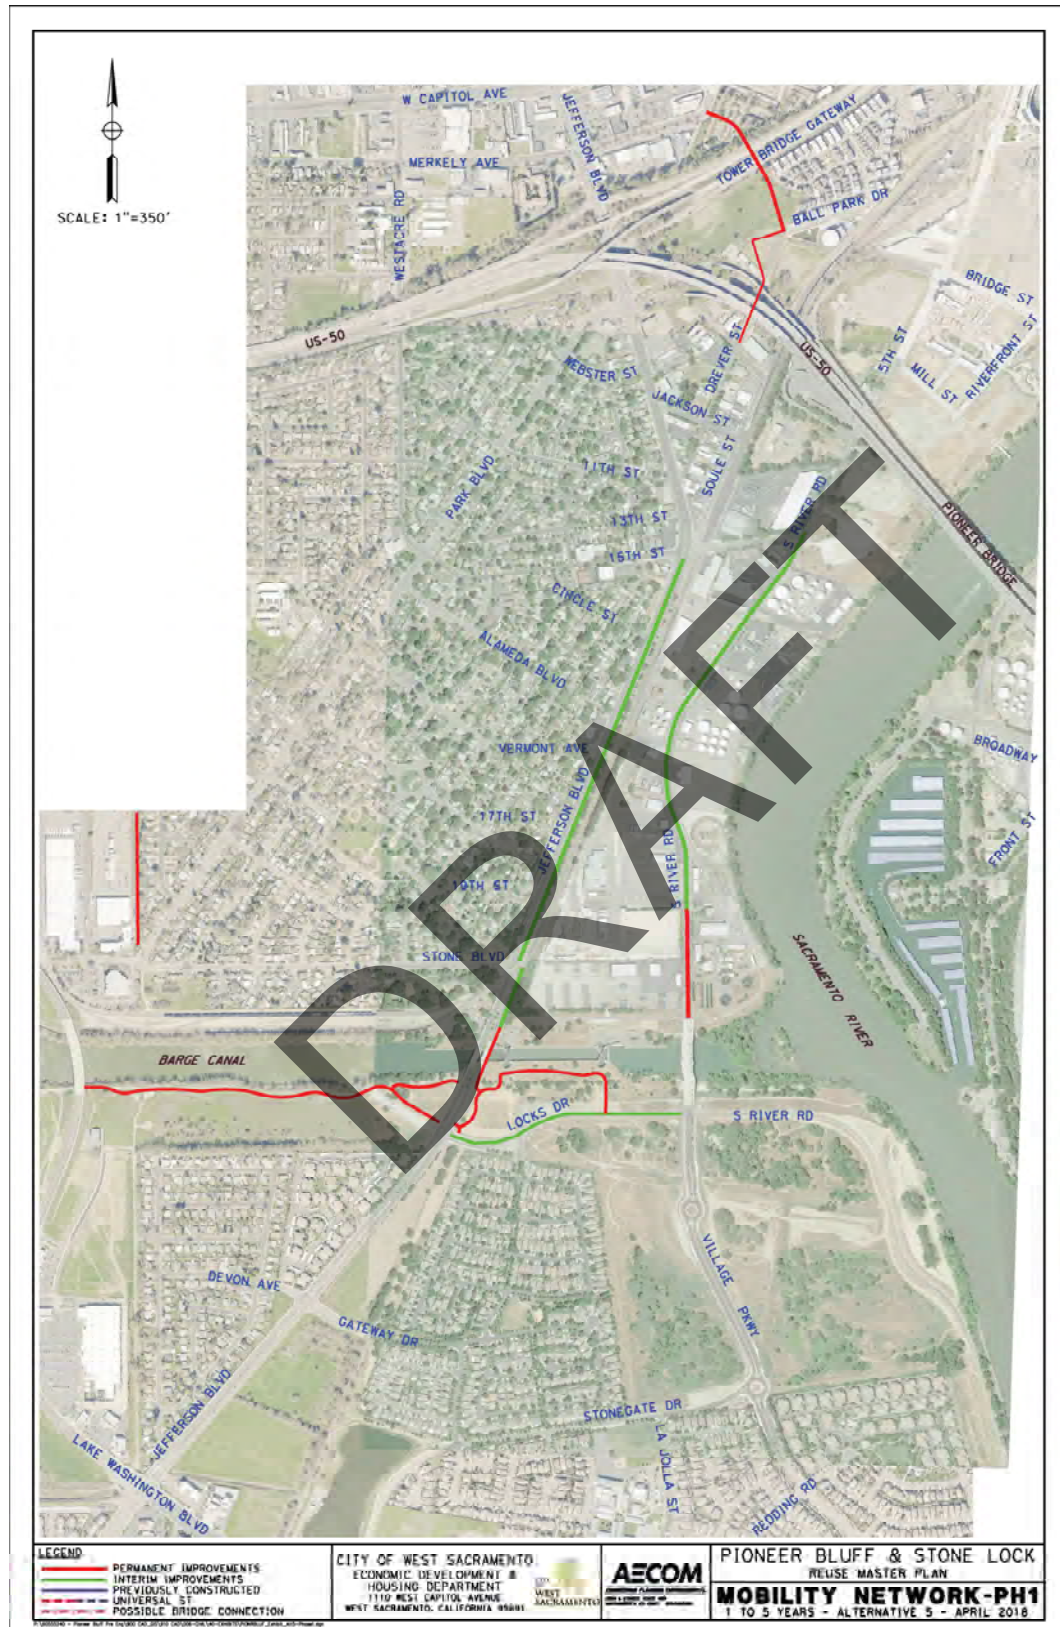 SCALE: 1"=350'
W CAPITOL AVE
JEFFERSON BLVD
TOWER BRIDGE GATEWAY
MERKELY AVE
WESTACRE RD
BALL PARK DR
BRIDGE ST
US-50
5TH ST
RIVERFRONT ST
MILL ST
DREVER ST
US-50
WEBSTER ST
JACKSON ST
SOULE ST
11TH ST
PARK BLVD
S RIVER RD
PIONEER BRIDGE
13TH ST
15TH ST
CIRCLE ST
ALAMEDA BLVD
VERMONT AVE
BROADWAY
JEFFERSON BLVD
17TH ST
FRONT ST
S RIVER RD
19TH ST
STONE BLVD
SACRAMENTO RIVER
BARGE CANAL
LOCKS DR
S RIVER RD
VILLAGE PKWY
DEVON AVE
GATEWAY DR
JEFFERSON BLVD
STONEGATE DR
LA JOLLA ST
LAKE WASHINGTON BLVD
REDDING RD
DRAFT
LEGEND
PERMANENT IMPROVEMENTS
INTERIM IMPROVEMENTS
PREVIOUSLY CONSTRUCTED
UNIVERSAL ST
POSSIBLE BRIDGE CONNECTION
CITY OF WEST SACRAMENTO
ECONOMIC DEVELOPMENT &
HOUSING DEPARTMENT
1110 WEST CAPITOL AVENUE
WEST SACRAMENTO, CALIFORNIA 95691
CITY OF
WEST
SACRAMENTO
AECOM
PIONEER BLUFF & STONE LOCK
REUSE MASTER PLAN
MOBILITY NETWORK-PH1
1 TO 5 YEARS - ALTERNATIVE 5 - APRIL 2018